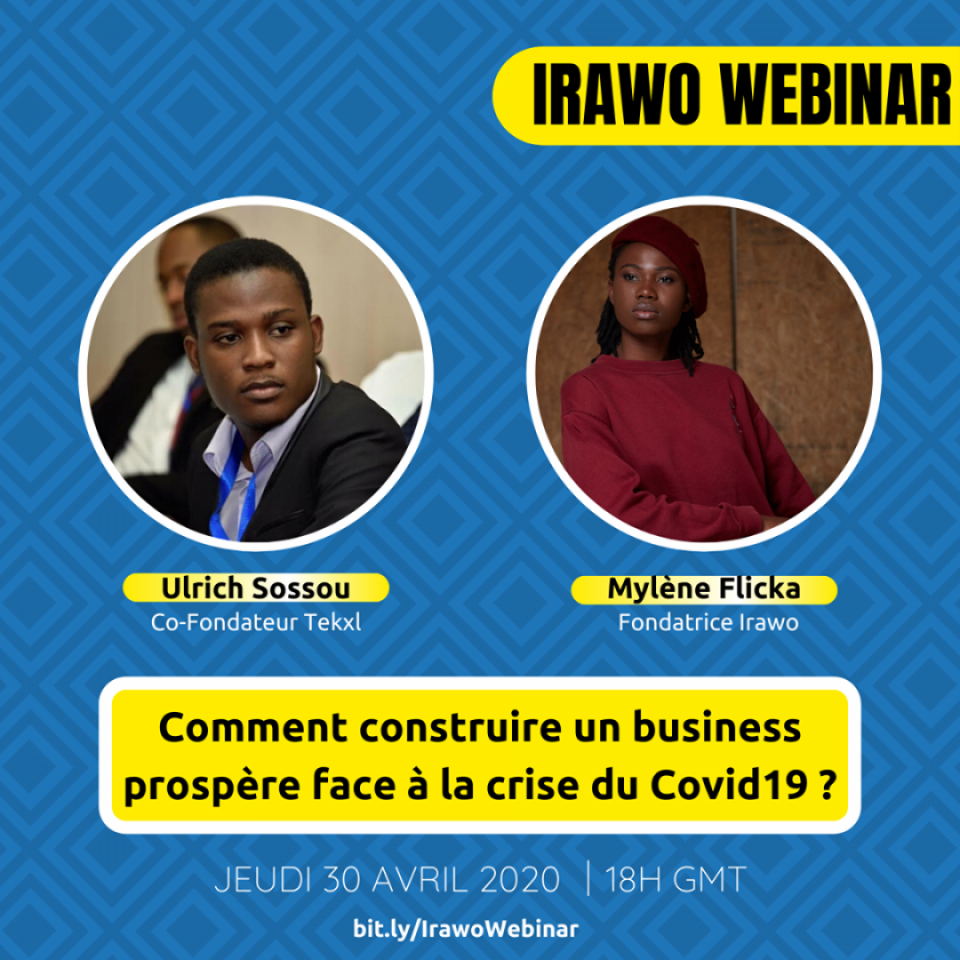 IRAWO WEBINAR
Ulrich Sossou
Co-Fondateur Tekxl
Mylène Flicka
Fondatrice Irawo
Comment construire un business
prospère face à la crise du Covid19 ?
JEUDI 30 AVRIL 2020 | 18H GMT
bit.ly/IrawoWebinar